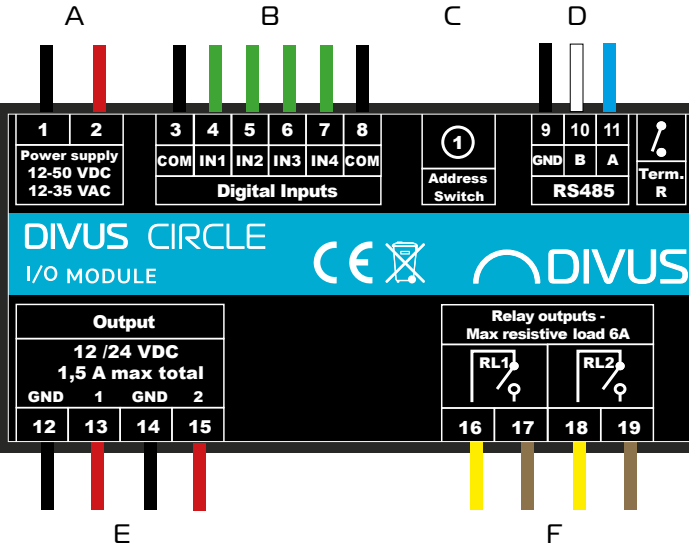 A B C D
1 2 3 4 5 6 7 8 1 9 10 11
Power supply
12-50 VDC
12-35 VAC
COM IN1 IN2 IN3 IN4 COM
Digital Inputs
Address
Switch
GND B A
RS485
Term.
R
DIVUS CIRCLE
I/O MODULE
CE
DIVUS
Output
12 /24 VDC
1,5 A max total
GND 1 GND 2
12 13 14 15
Relay outputs -
Max resistive load 6A
RL1 RL2
16 17 18 19
E F